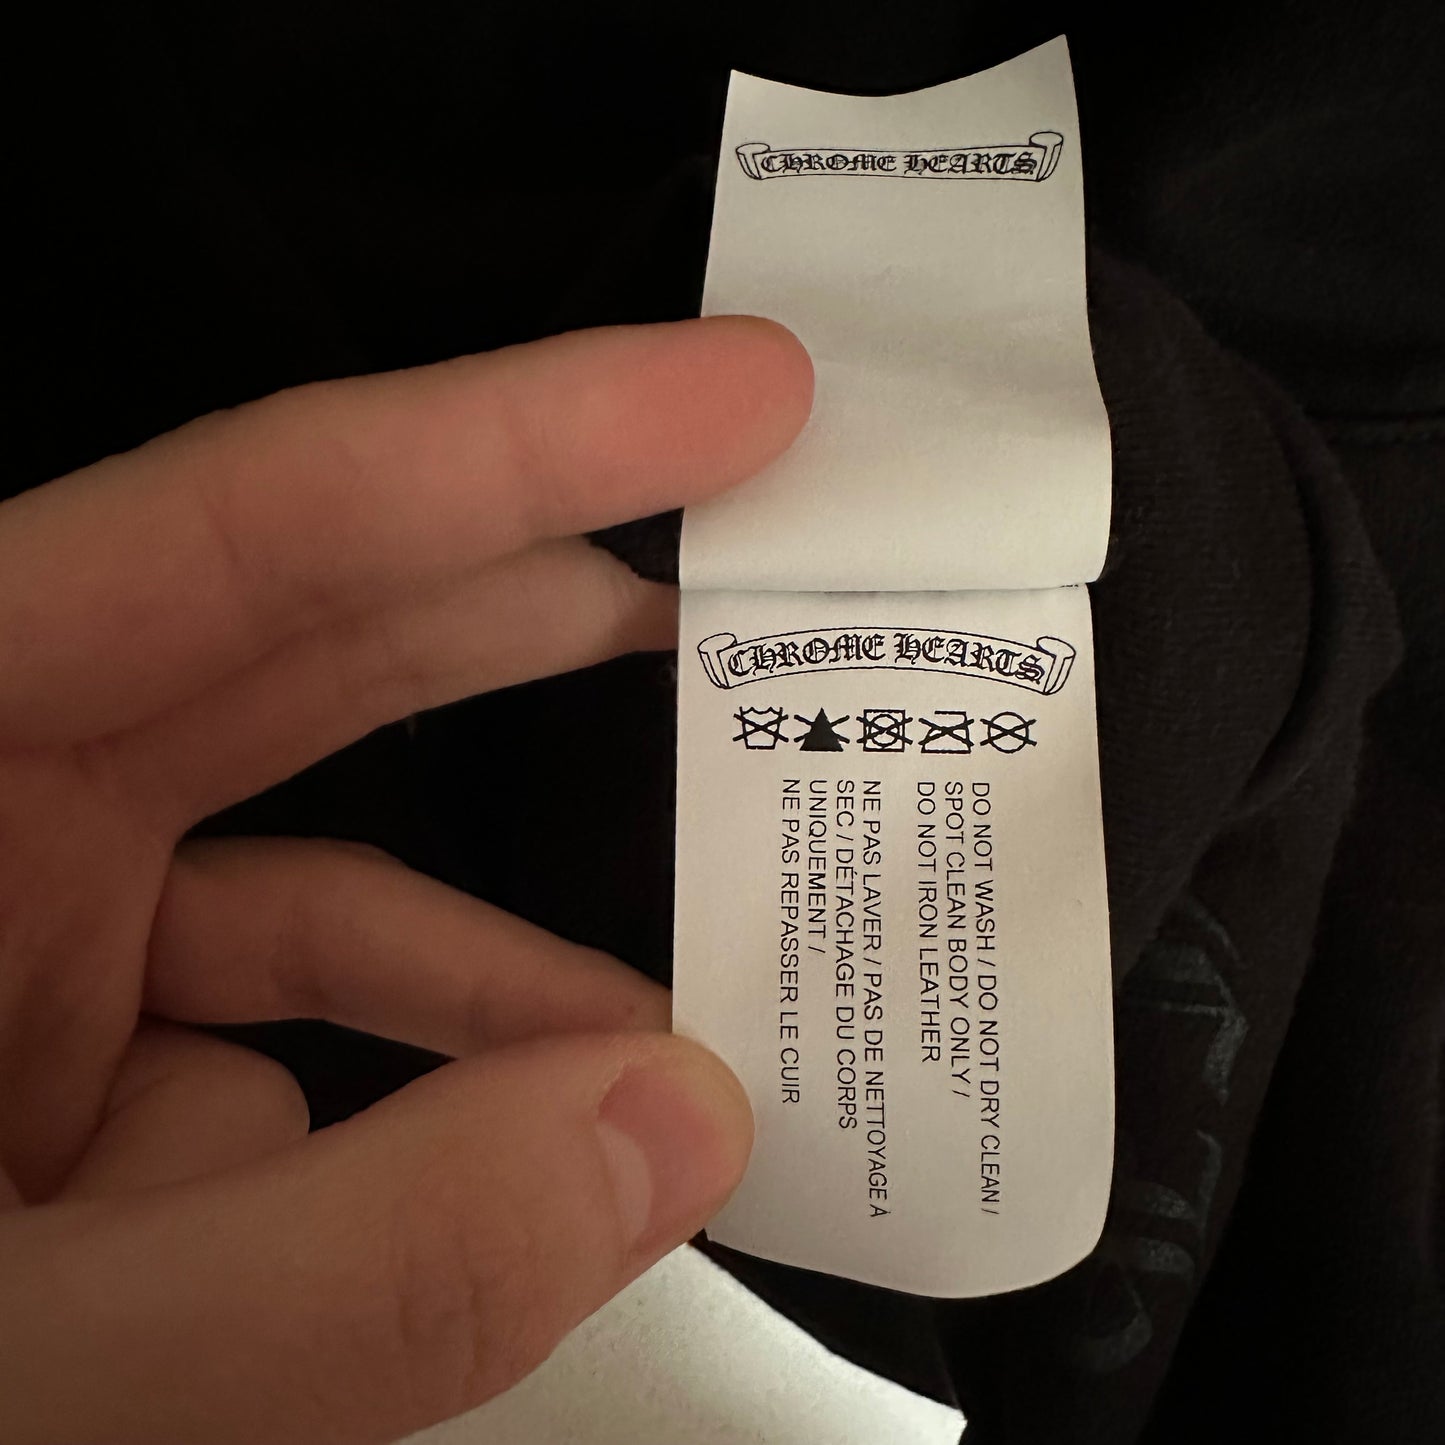 CHROME HEARTS
CHROME HEARTS
DO NOT WASH / DO NOT DRY CLEAN /
SPOT CLEAN BODY ONLY /
DO NOT IRON LEATHER
NE PAS LAVER / PAS DE NETTOYAGE À
SEC / DÉTACHAGE DU CORPS
UNIQUEMENT /
NE PAS REPASSER LE CUIR